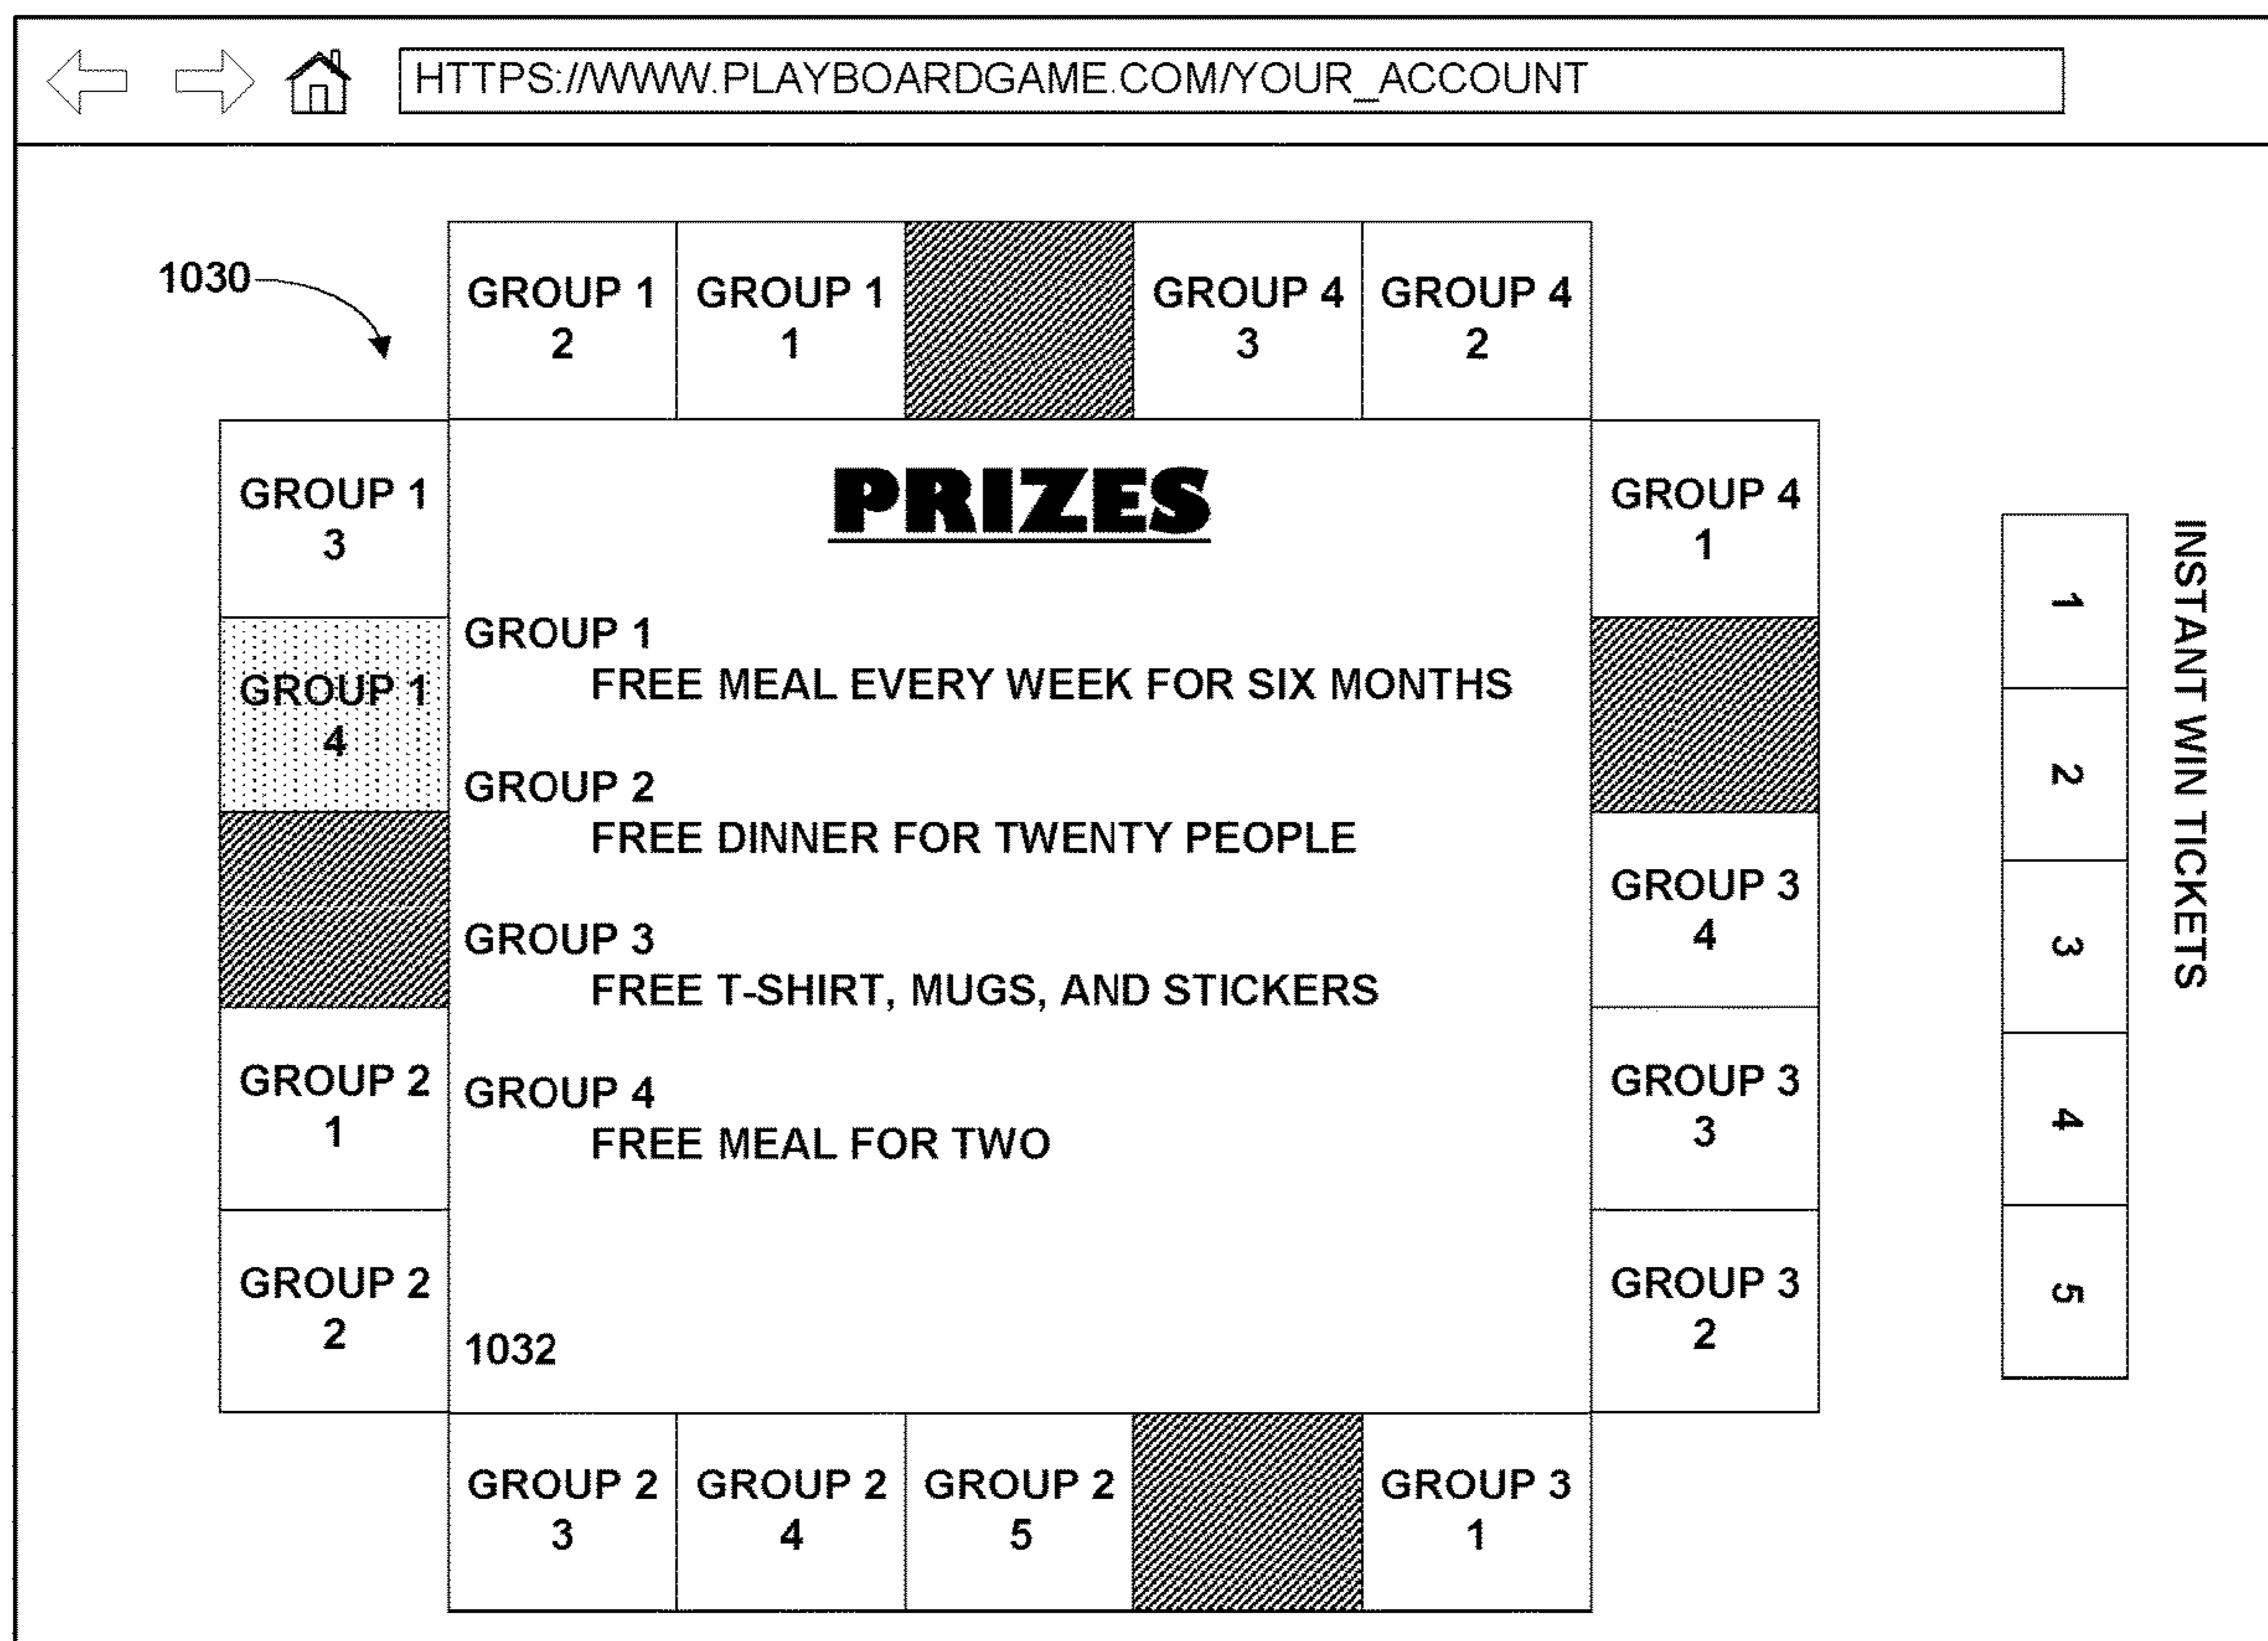 HTTPS://WWW.PLAYBOARDGAME.COM/YOUR_ACCOUNT
1030
GROUP 1
2
GROUP 1
1
GROUP 4
3
GROUP 4
2
GROUP 1
3
GROUP 1
4
GROUP 2
1
GROUP 2
2
PRIZES
GROUP 1
FREE MEAL EVERY WEEK FOR SIX MONTHS
GROUP 2
FREE DINNER FOR TWENTY PEOPLE
GROUP 3
FREE T-SHIRT, MUGS, AND STICKERS
GROUP 4
FREE MEAL FOR TWO
1032
GROUP 4
1
GROUP 3
4
GROUP 3
3
GROUP 3
2
GROUP 2
3
GROUP 2
4
GROUP 2
5
GROUP 3
1
INSTANT WIN TICKETS
1
2
3
4
5